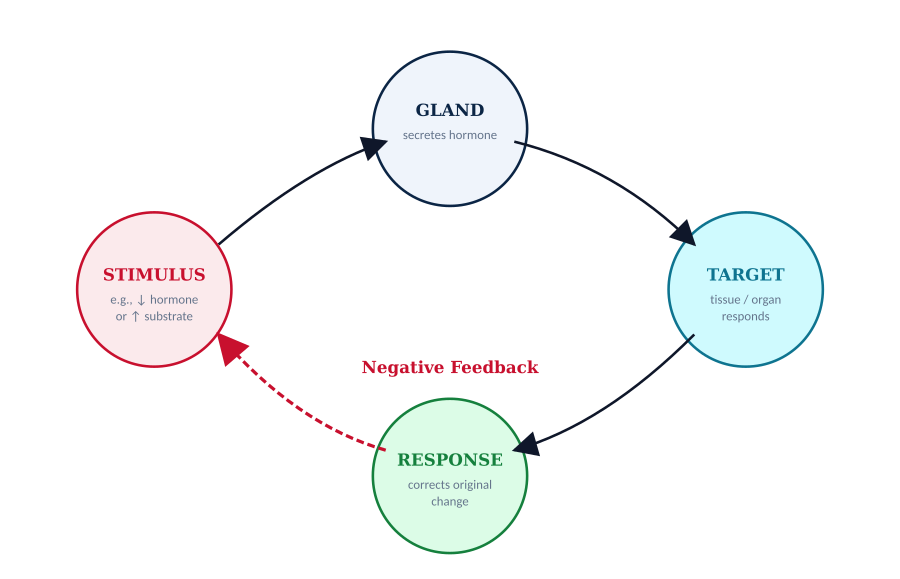 GLAND
secretes hormone
STIMULUS
e.g., ↓ hormone
or ↑ substrate
TARGET
tissue / organ
responds
Negative Feedback
RESPONSE
corrects original
change